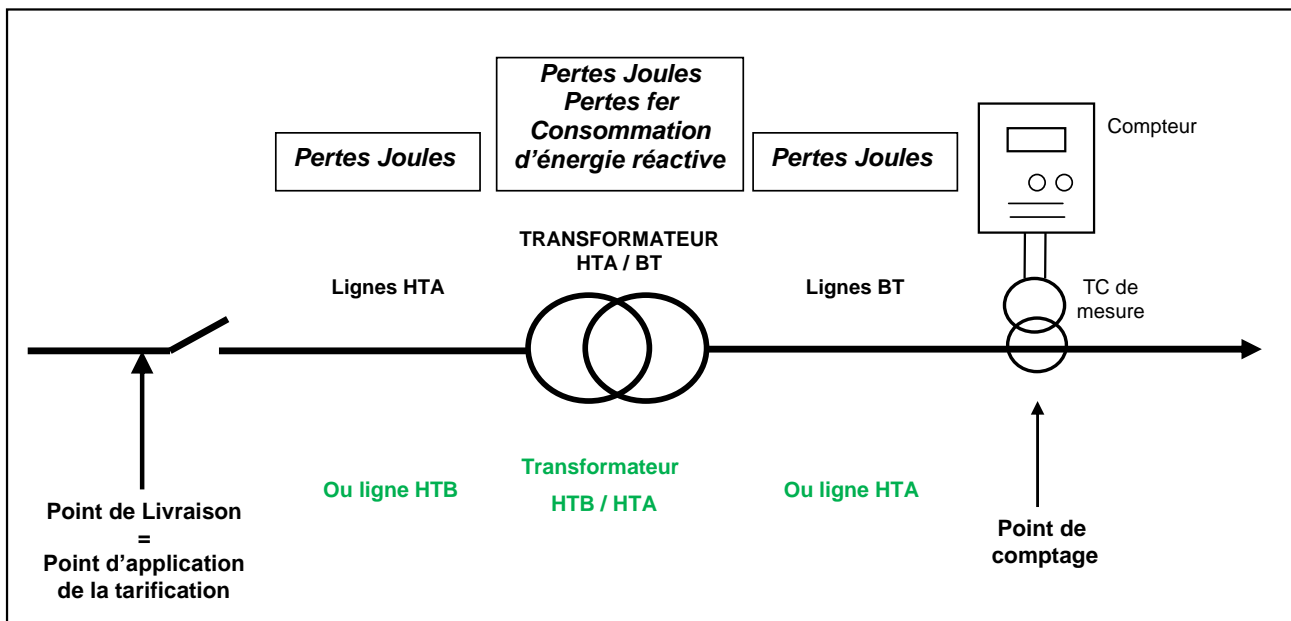 Pertes Joules
Pertes fer
Consommation
d'énergie réactive
Pertes Joules
Pertes Joules
Compteur
TRANSFORMATEUR
HTA / BT
Lignes HTA
Lignes BT
TC de
mesure
Ou ligne HTB
Transformateur
HTB / HTA
Ou ligne HTA
Point de Livraison
=
Point d'application
de la tarification
Point de
comptage